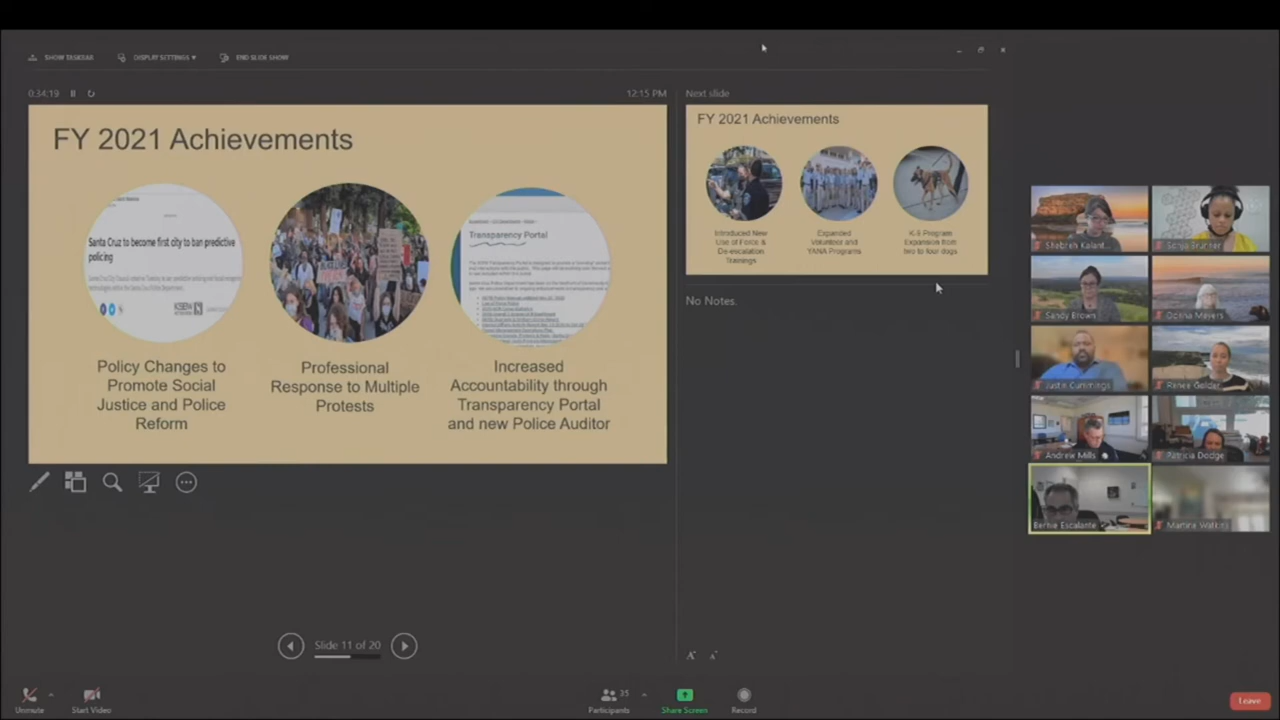 SHOW TASKBAR
DISPLAY SETTINGS ▾
END SLIDE SHOW
0:34:19
12:15 PM
FY 2021 Achievements
Santa Cruz to become first city to ban predictive
policing
Transparency Portal
Policy Changes to
Promote Social
Justice and Police
Reform
Professional
Response to Multiple
Protests
Increased
Accountability through
Transparency Portal
and new Police Auditor
Slide 11 of 20
Next slide
FY 2021 Achievements
Introduced New
Use of Force &
De-escalation
Trainings
Expanded
Volunteer and
YANA Programs
K-9 Program
Expansion from
two to four dogs
No Notes.
Shebreh Kalant...
Sonja Brunner
Sandy Brown
Donna Meyers
Justin Cummings
Renee Golder
Andrew Mills
Patricia Dodge
Bernie Escalante
Martine Watkins
Unmute
Start Video
Participants
35
Share Screen
Record
Leave